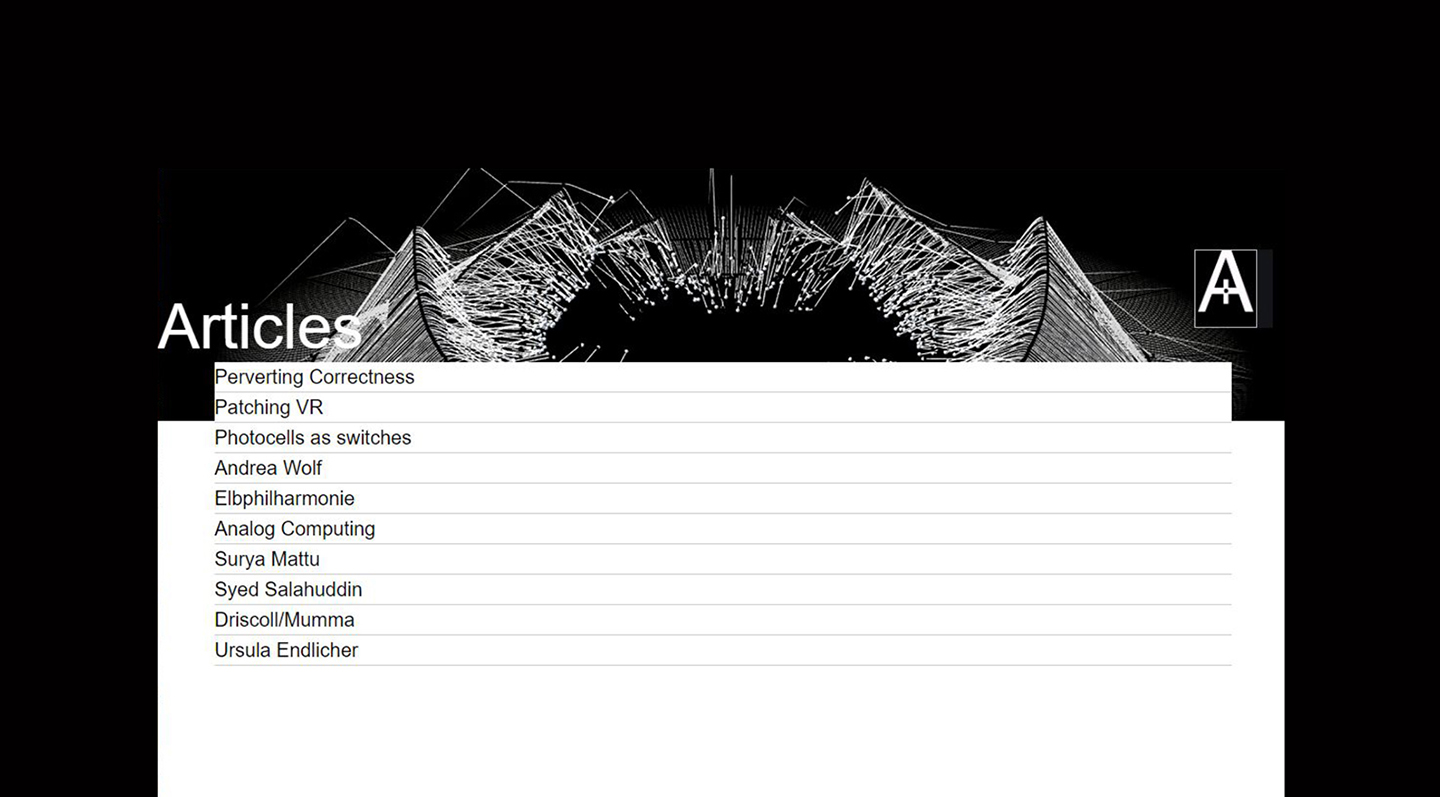 A
Articles
Perverting Correctness
Patching VR
Photocells as switches
Andrea Wolf
Elbphilharmonie
Analog Computing
Surya Mattu
Syed Salahuddin
Driscoll/Mumma
Ursula Endlicher